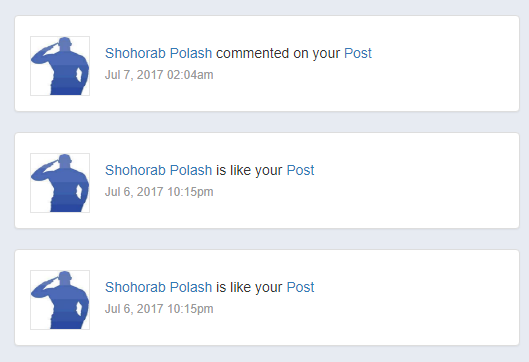 Shohorab Polash commented on your Post
Jul 7, 2017 02:04am
Shohorab Polash is like your Post
Jul 6, 2017 10:15pm
Shohorab Polash is like your Post
Jul 6, 2017 10:15pm